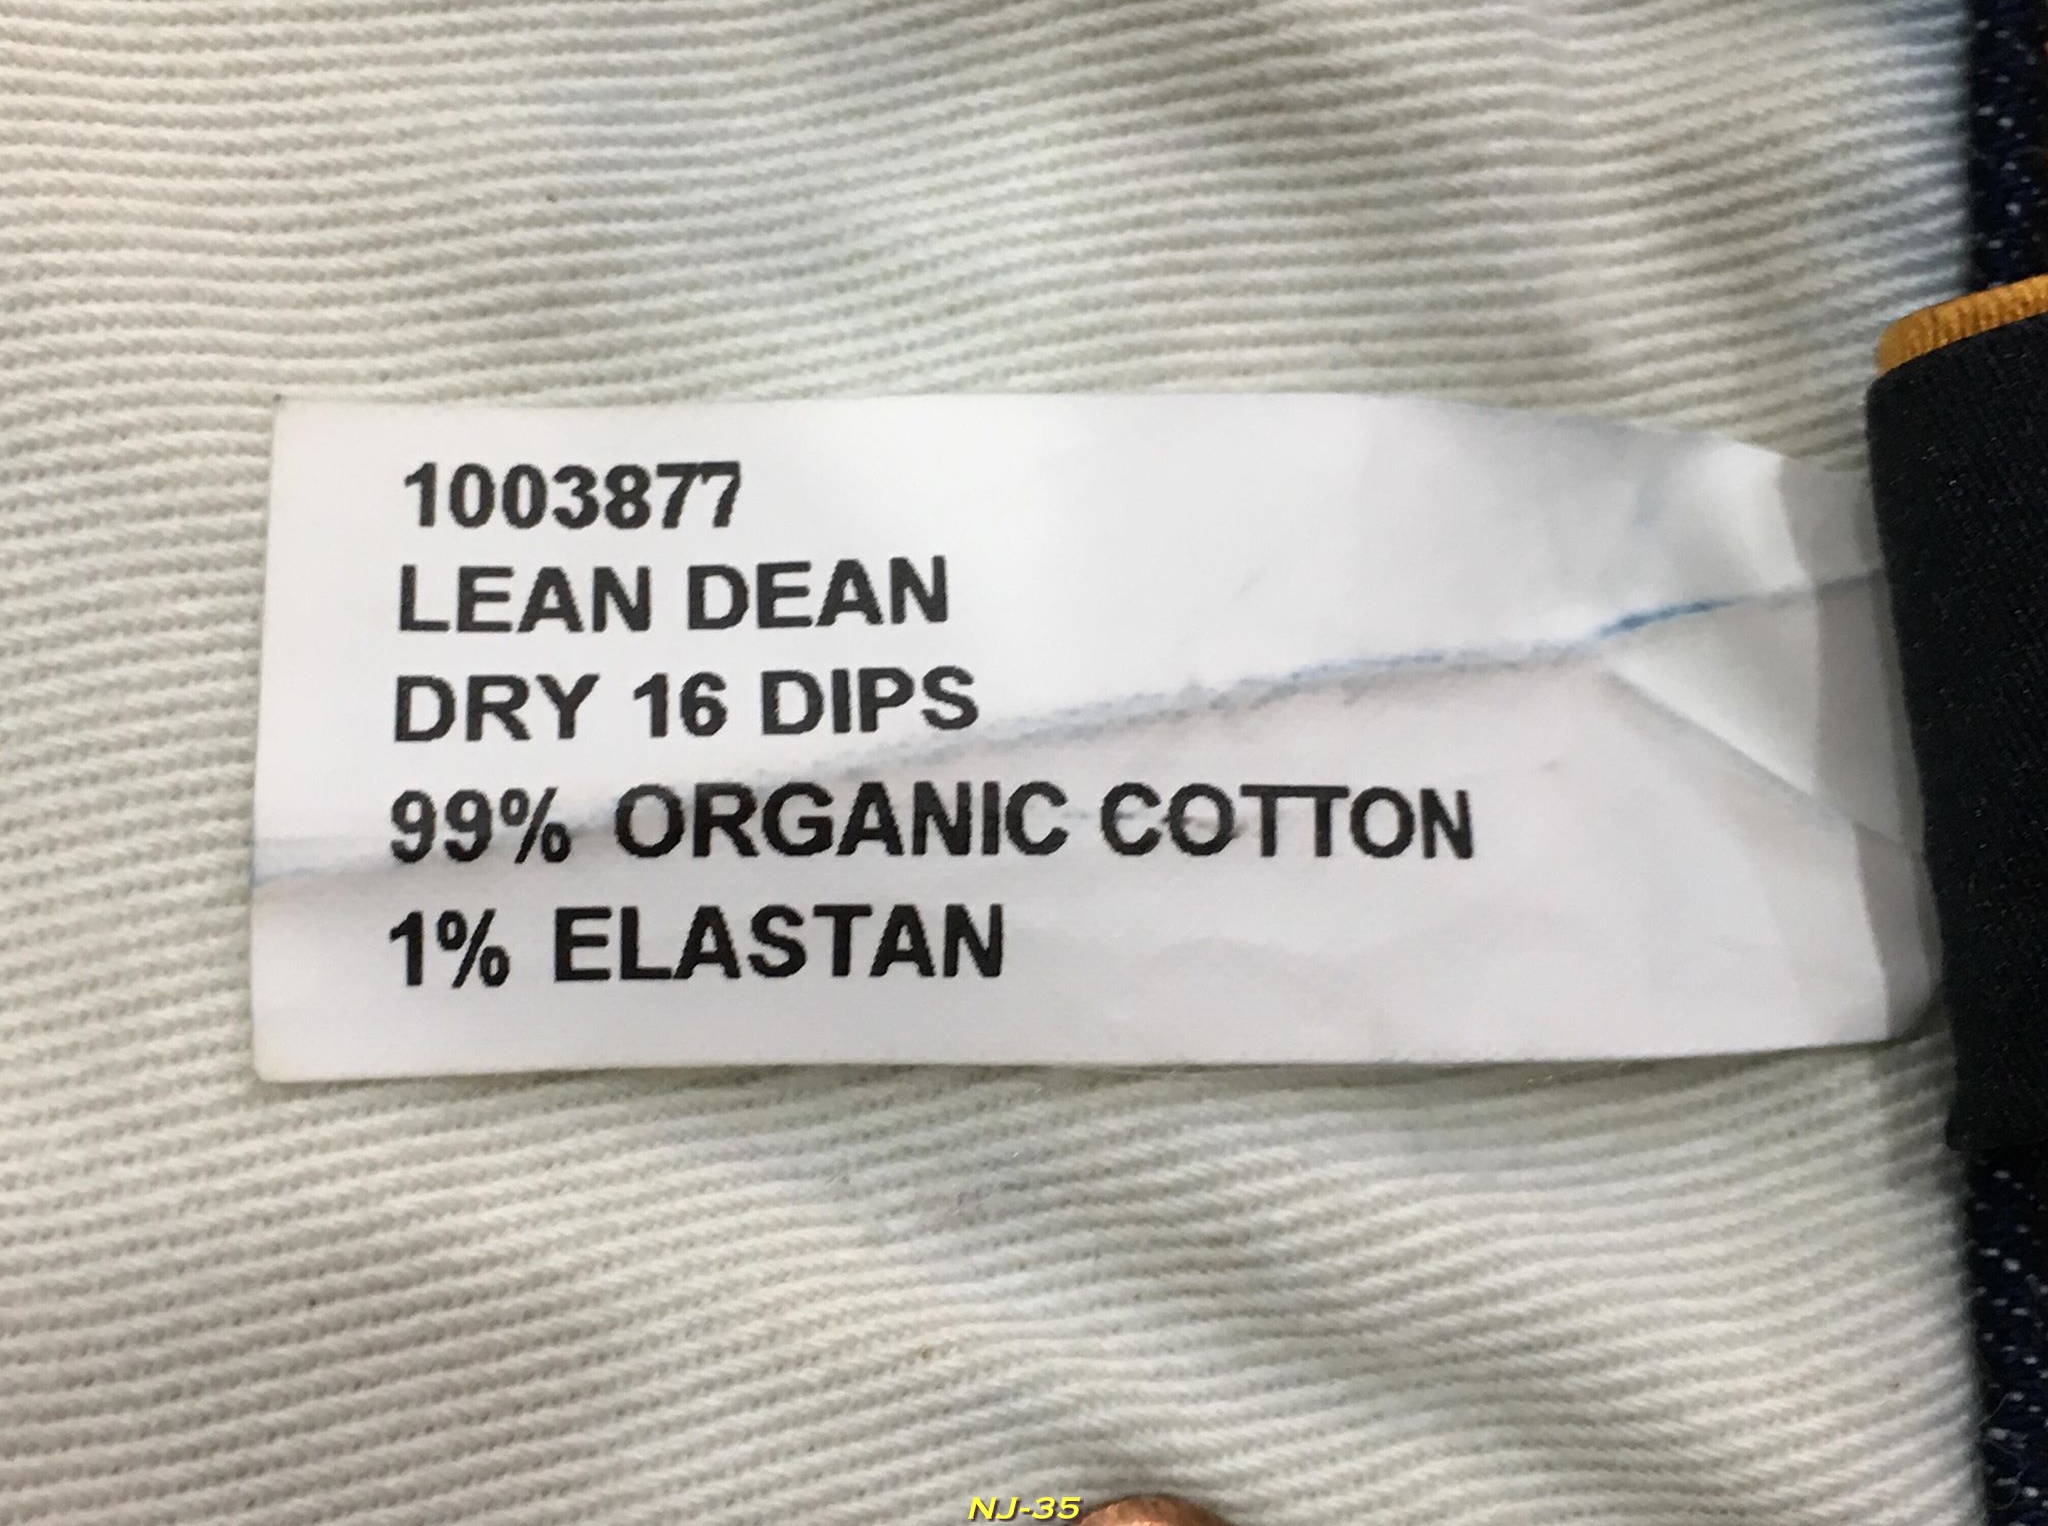 1003877
LEAN DEAN
DRY 16 DIPS
99% ORGANIC COTTON
1% ELASTAN
NJ-35